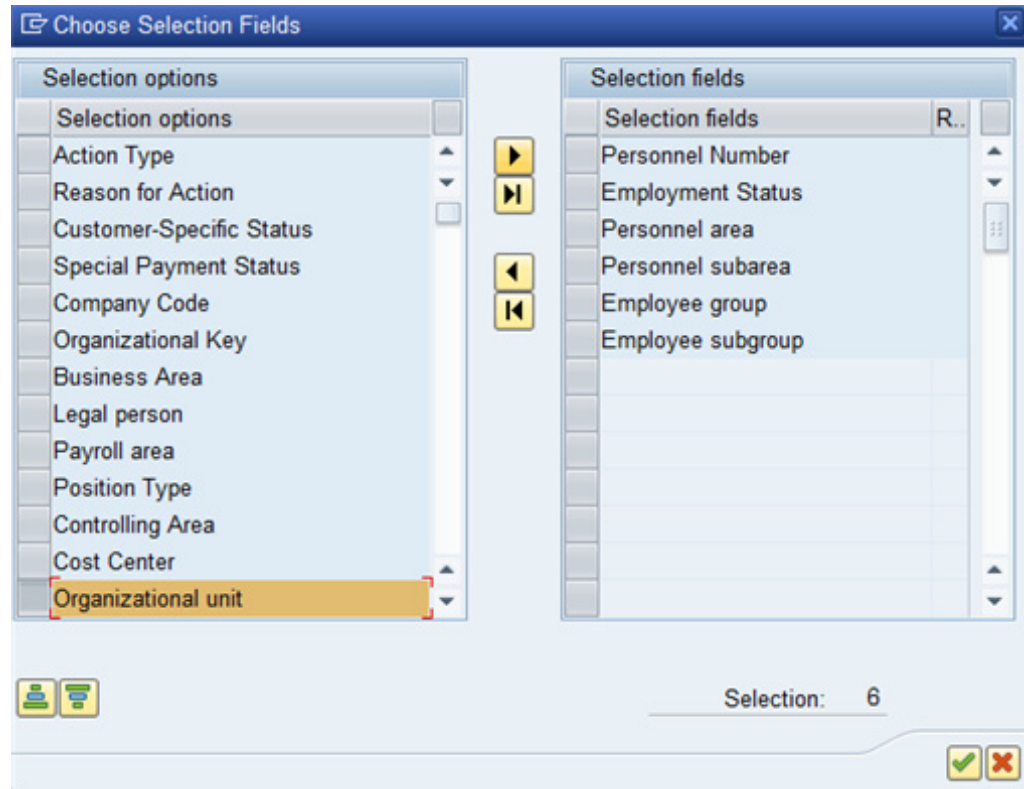 Choose Selection Fields
Selection options
Selection options
Action Type
Reason for Action
Customer-Specific Status
Special Payment Status
Company Code
Organizational Key
Business Area
Legal person
Payroll area
Position Type
Controlling Area
Cost Center
Organizational unit
Selection fields
Selection fields R..
Personnel Number
Employment Status
Personnel area
Personnel subarea
Employee group
Employee subgroup
Selection: 6